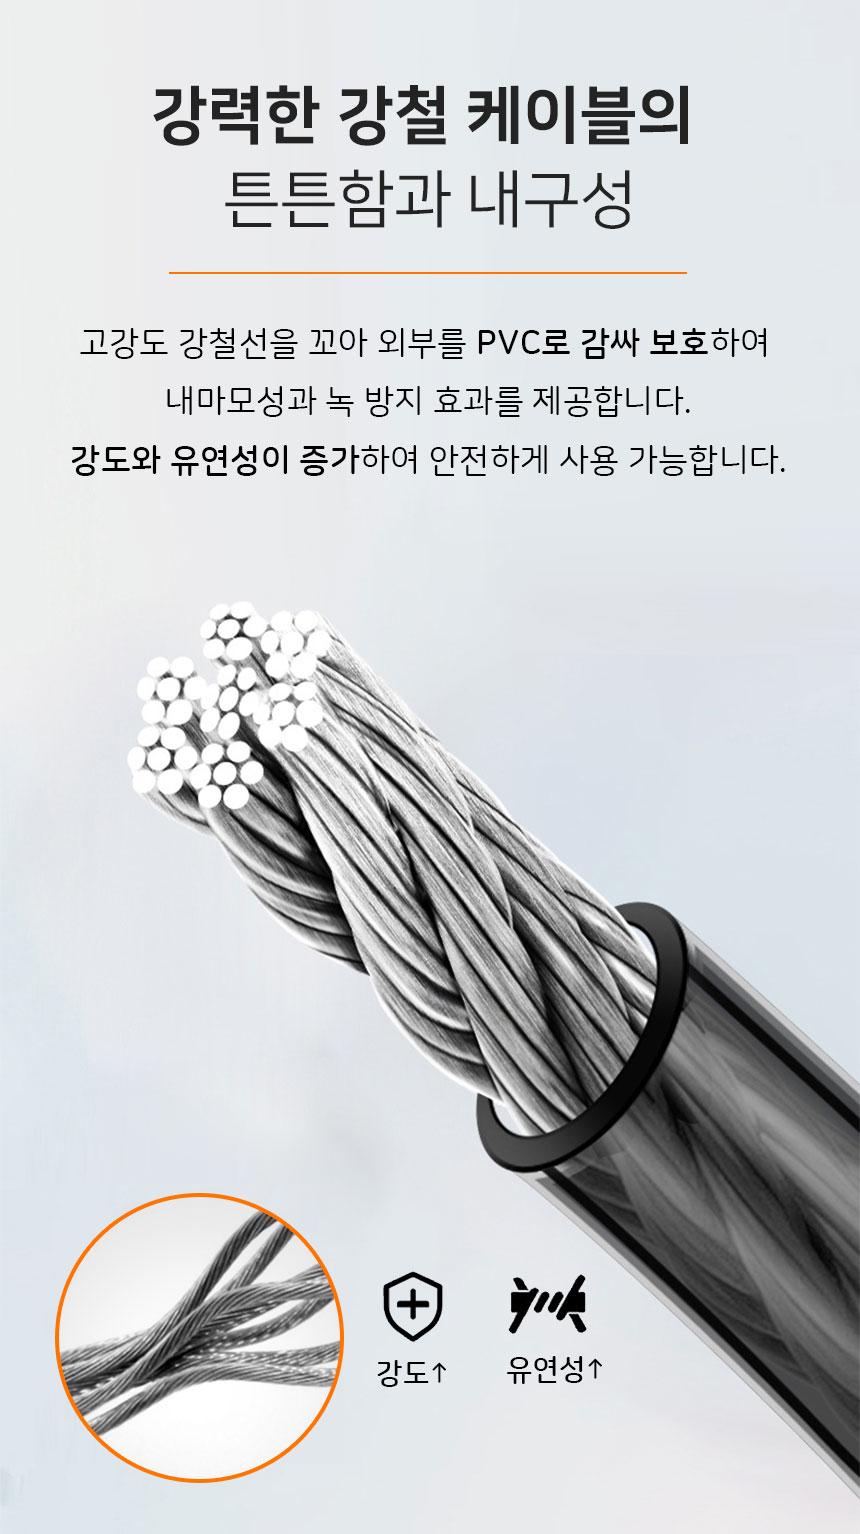 강력한 강철 케이블의
튼튼함과 내구성
고강도 강철선을 꼬아 외부를 PVC로 감싸 보호하여
내마모성과 녹 방지 효과를 제공합니다.
강도와 유연성이 증가하여 안전하게 사용 가능합니다.
강도↑
유연성↑